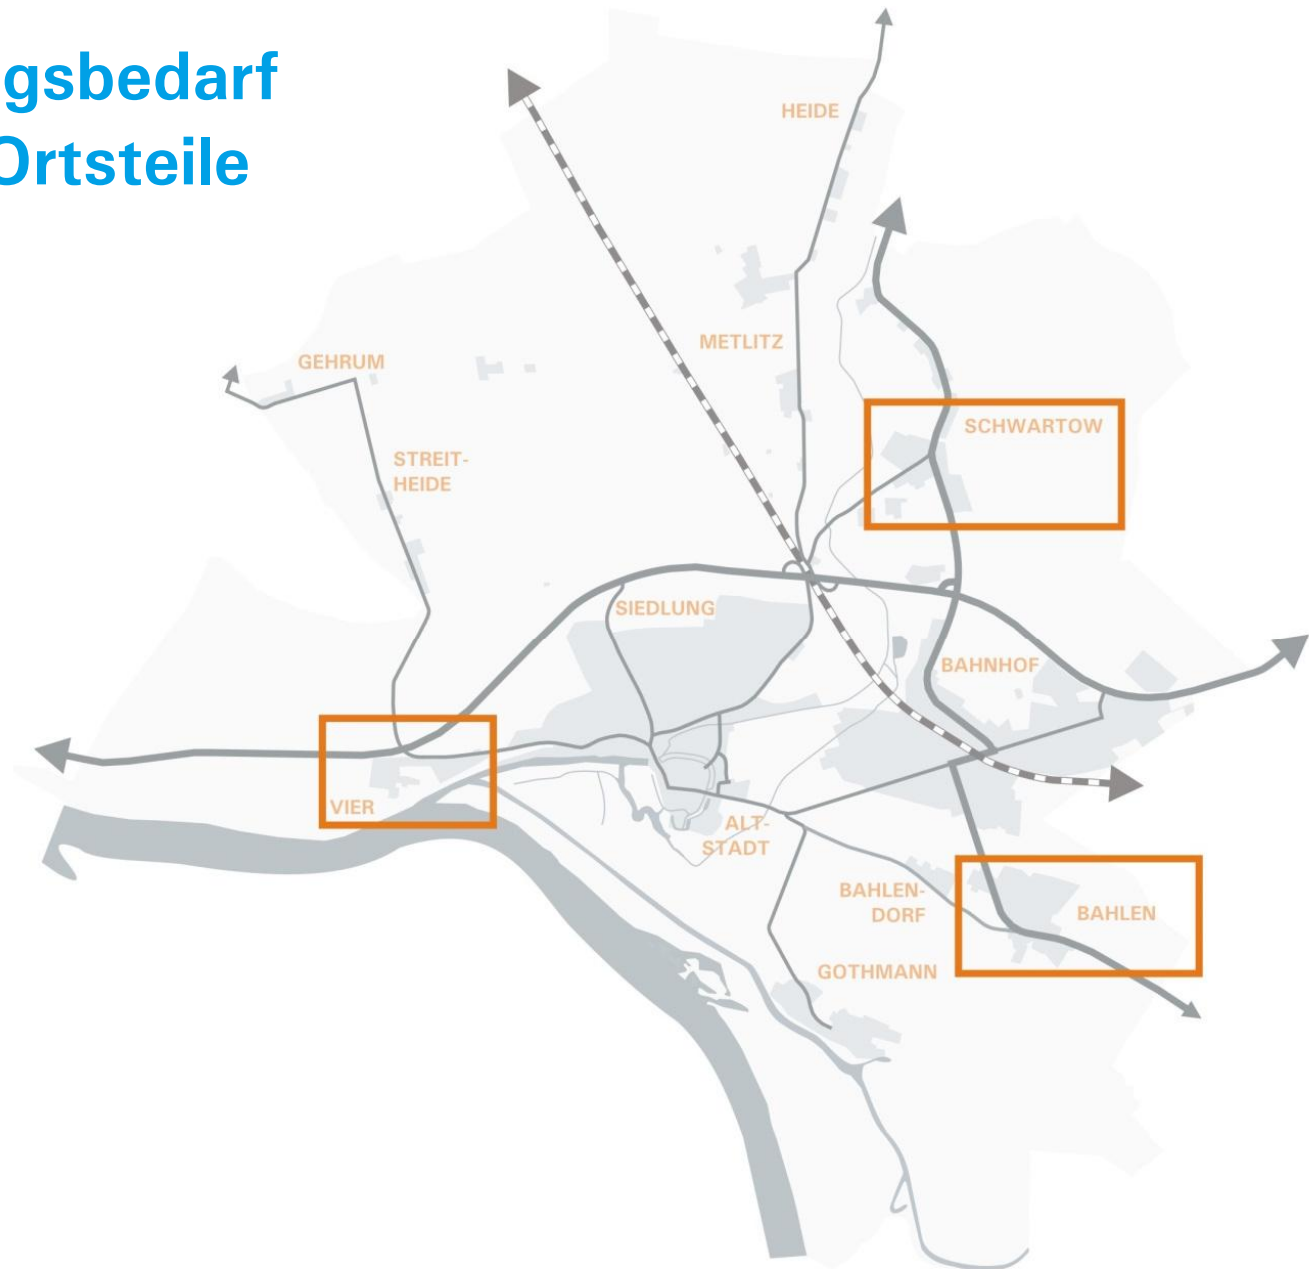 gsbedarf
Ortsteile
HEIDE
METLITZ
GEHRUM
SCHWARTOW
STREIT-
HEIDE
SIEDLUNG
BAHNHOF
VIER
ALT-
STADT
BAHLEN-
DORF
BAHLEN
GOTHMANN